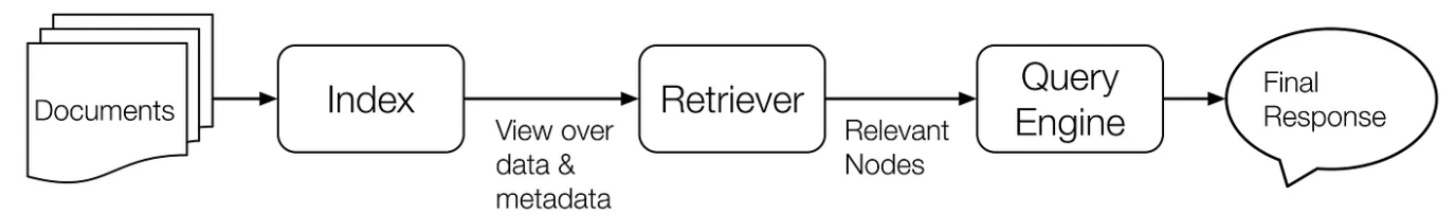 Documents
Index
View over
data &
metadata
Retriever
Relevant
Nodes
Query
Engine
Final
Response